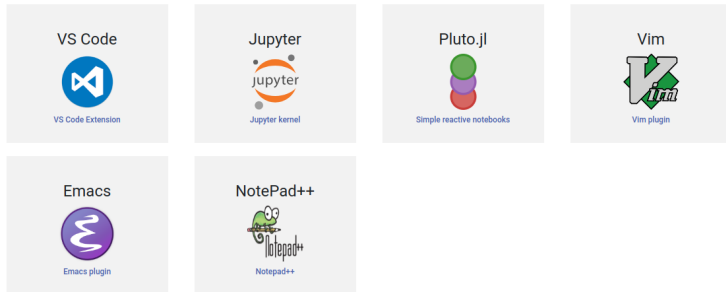 VS Code
VS Code Extension
Jupyter
jupyter
Jupyter kernel
Pluto.jl
Simple reactive notebooks
Vim
Vim
Vim plugin
Emacs
Emacs plugin
NotePad++
Notepad++
Notepad++